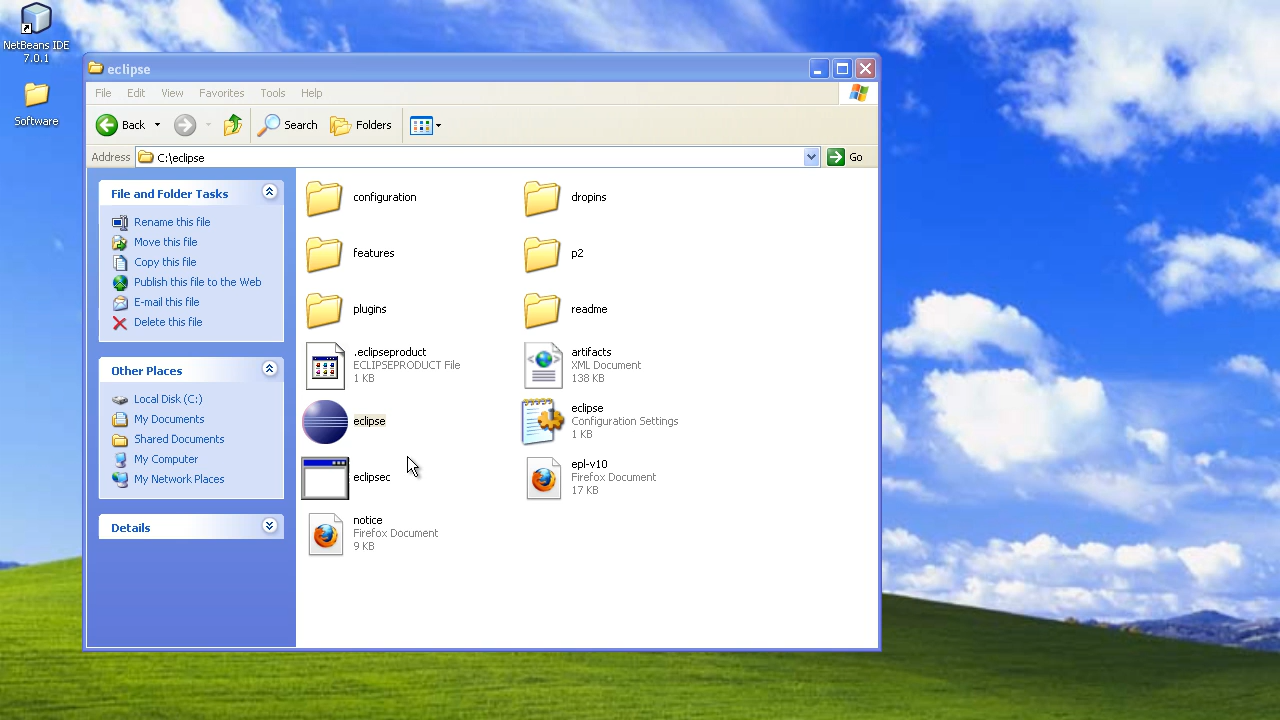 NetBeans IDE
7.0.1
Software
eclipse
File Edit View Favorites Tools Help
Back Search Folders
Address C:\eclipse Go
File and Folder Tasks
Rename this file
Move this file
Copy this file
Publish this file to the Web
E-mail this file
Delete this file
Other Places
Local Disk (C:)
My Documents
Shared Documents
My Computer
My Network Places
Details
configuration
dropins
features
p2
plugins
readme
.eclipseproduct
ECLIPSEPRODUCT File
1 KB
artifacts
XML Document
138 KB
eclipse
eclipse
Configuration Settings
1 KB
eclipsec
epl-v10
Firefox Document
17 KB
notice
Firefox Document
9 KB